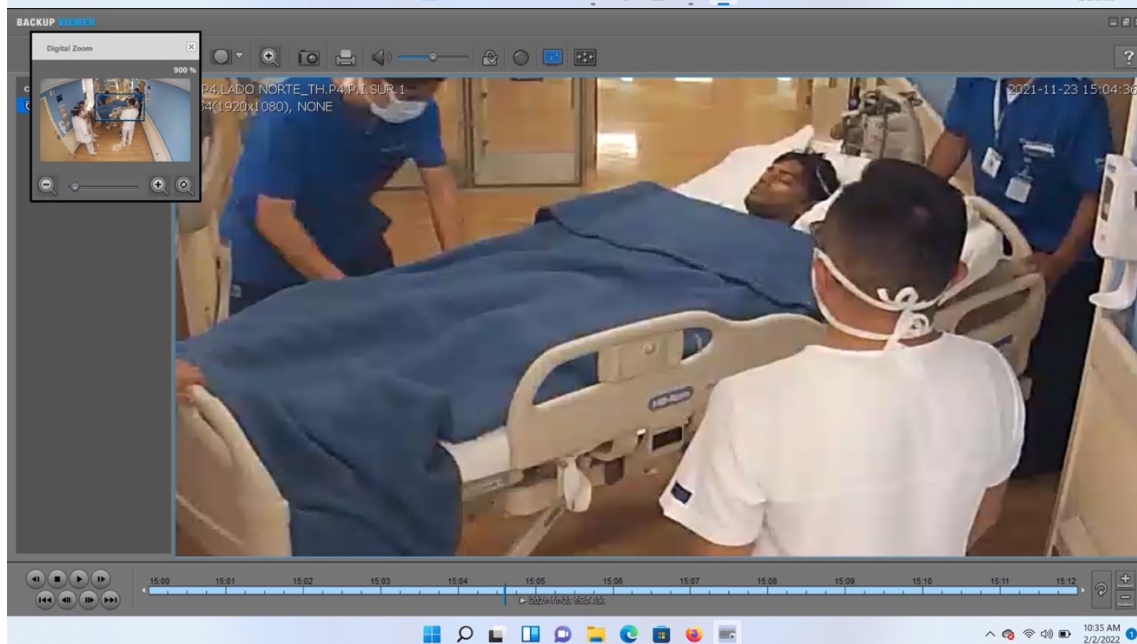 BACKUP VIEWER
Digital Zoom
900 %
P4,LADO NORTE_TH.P4.P.I.SUR.1
(1920x1080), NONE
2021-11-23 15:04:36
?
15:00 15:01 15:02 15:03 15:04 15:05 15:06 15:07 15:08 15:09 15:10 15:11 15:12
10:35 AM
2/2/2022